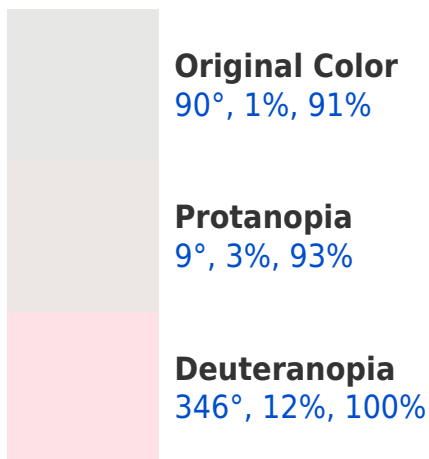 Original Color
90°, 1%, 91%
Protanopia
9°, 3%, 93%
Deuteranopia
346°, 12%, 100%